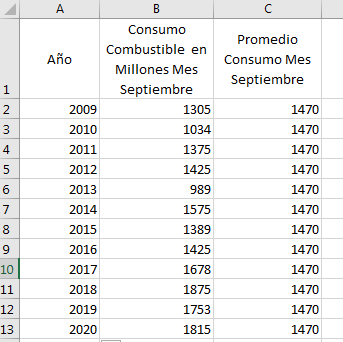 A B C
Consumo
Combustible en
Millones Mes
Septiembre
Promedio
Consumo Mes
Septiembre
Año
1
2 2009 1305 1470
3 2010 1034 1470
4 2011 1375 1470
5 2012 1425 1470
6 2013 989 1470
7 2014 1575 1470
8 2015 1389 1470
9 2016 1425 1470
10 2017 1678 1470
11 2018 1875 1470
12 2019 1753 1470
13 2020 1815 1470